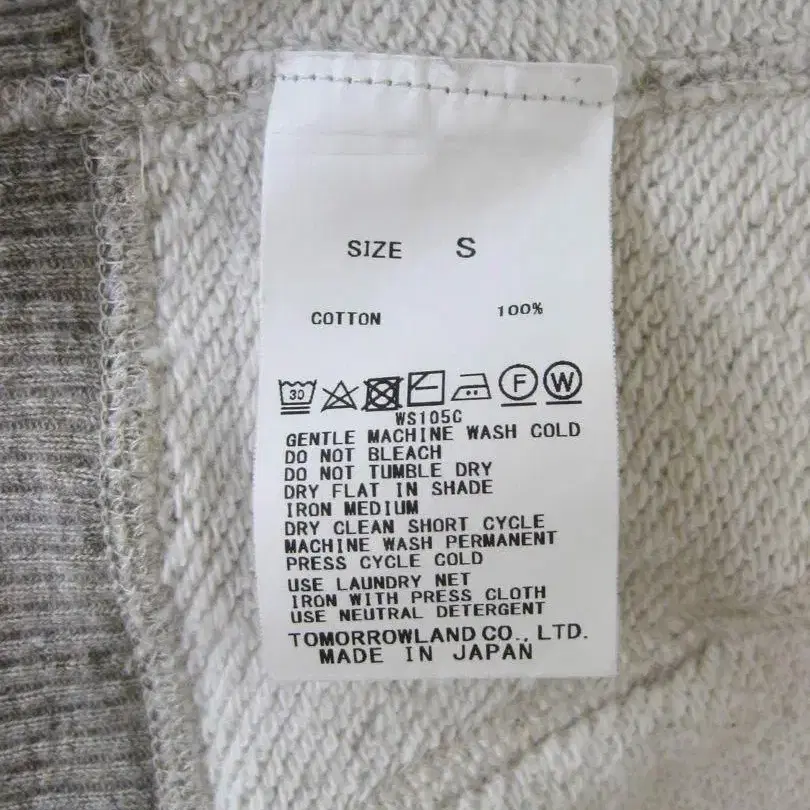 SIZE S
COTTON 100%
30 F W
WS105C
GENTLE MACHINE WASH COLD
DO NOT BLEACH
DO NOT TUMBLE DRY
DRY FLAT IN SHADE
IRON MEDIUM
DRY CLEAN SHORT CYCLE
MACHINE WASH PERMANENT
PRESS CYCLE COLD
USE LAUNDRY NET
IRON WITH PRESS CLOTH
USE NEUTRAL DETERGENT
TOMORROWLAND CO., LTD.
MADE IN JAPAN